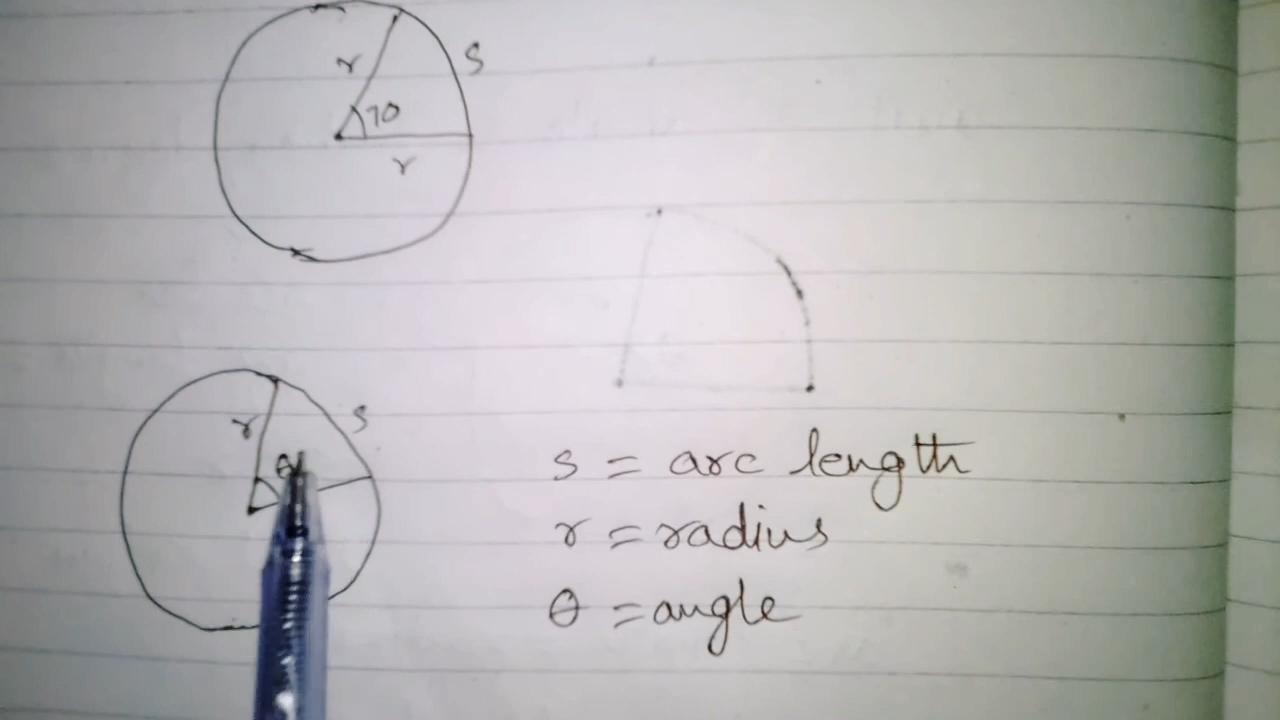 r
S
70
r
r
s
θ
s = arc length
r = radius
θ = angle